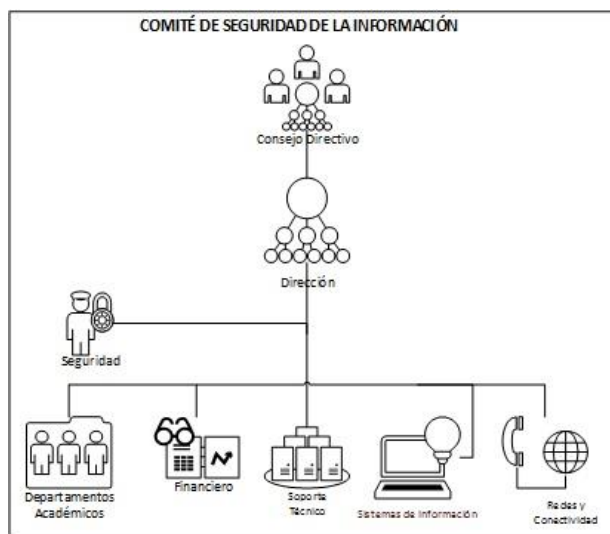 COMITÉ DE SEGURIDAD DE LA INFORMACIÓN
Consejo Directivo
Dirección
Seguridad
Departamentos
Académicos
Financiero
Soporte
Técnico
Sistemas de Información
Redes y
Conectividad